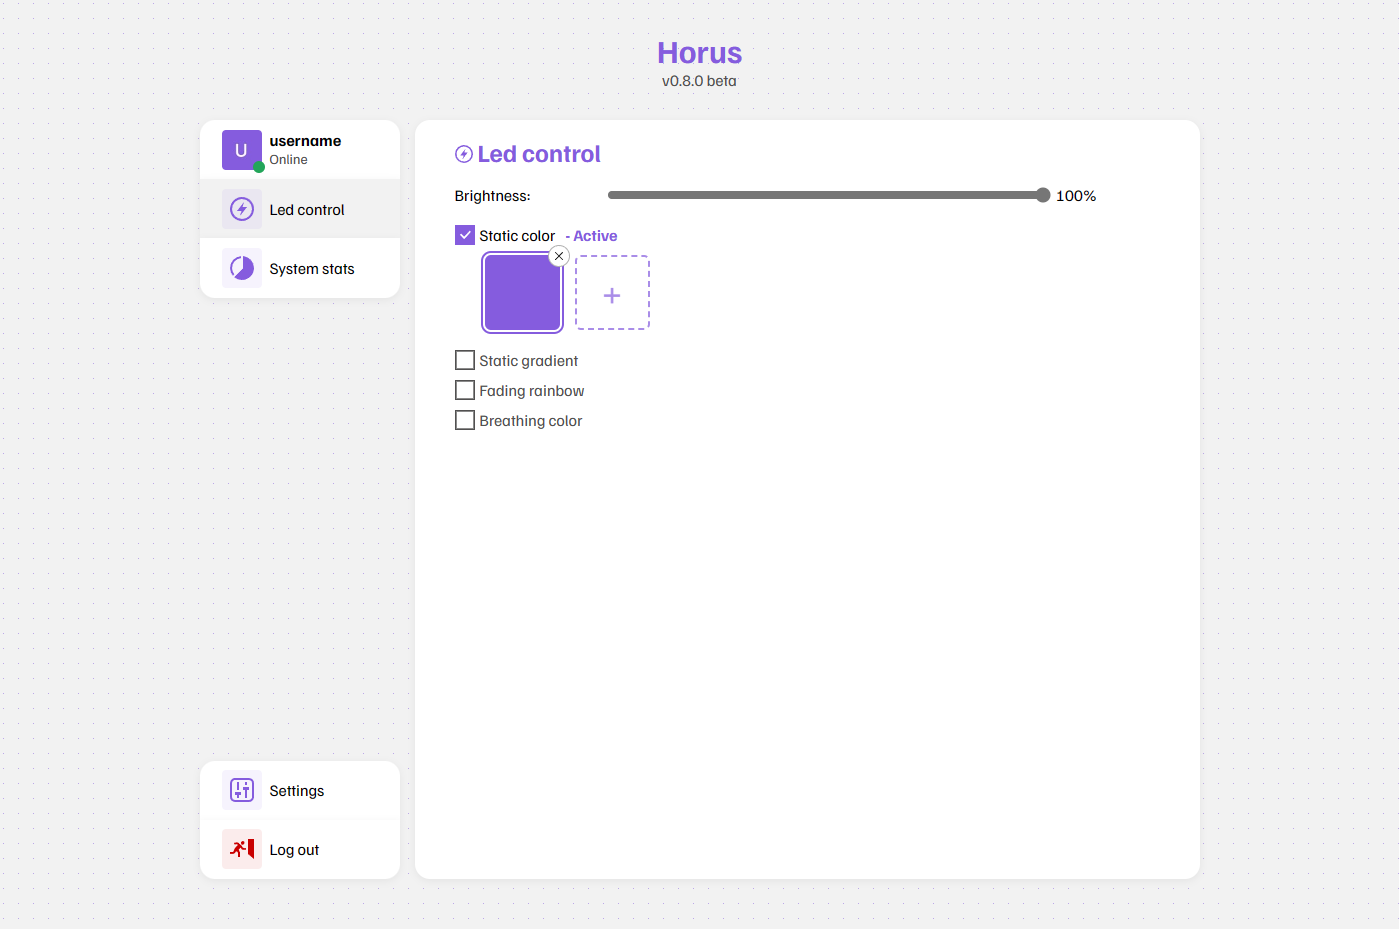 Horus
v0.8.0 beta
U
username
Online
Led control
System stats
Settings
Log out
Led control
Brightness:
100%
Static color - Active
+
Static gradient
Fading rainbow
Breathing color